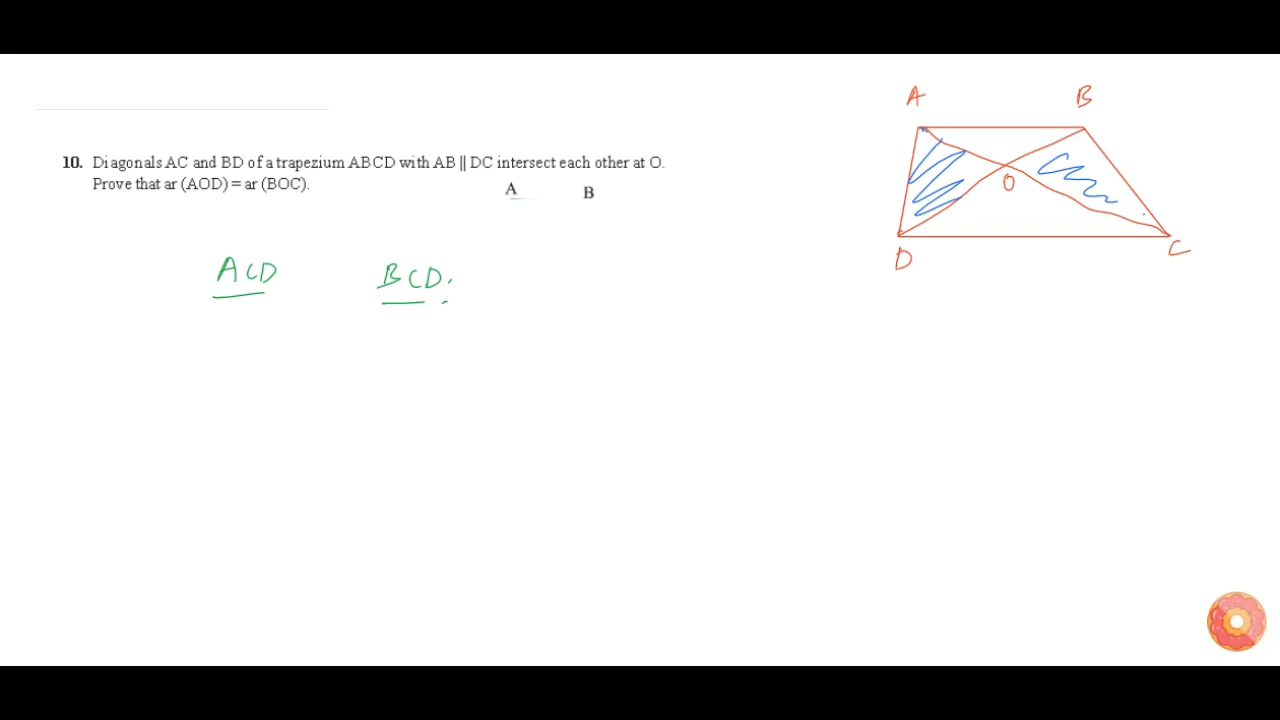 10. Diagonals AC and BD of a trapezium ABCD with AB || DC intersect each other at O.
Prove that ar (AOD) = ar (BOC).
A B
ACD BCD.
A B
O
D C